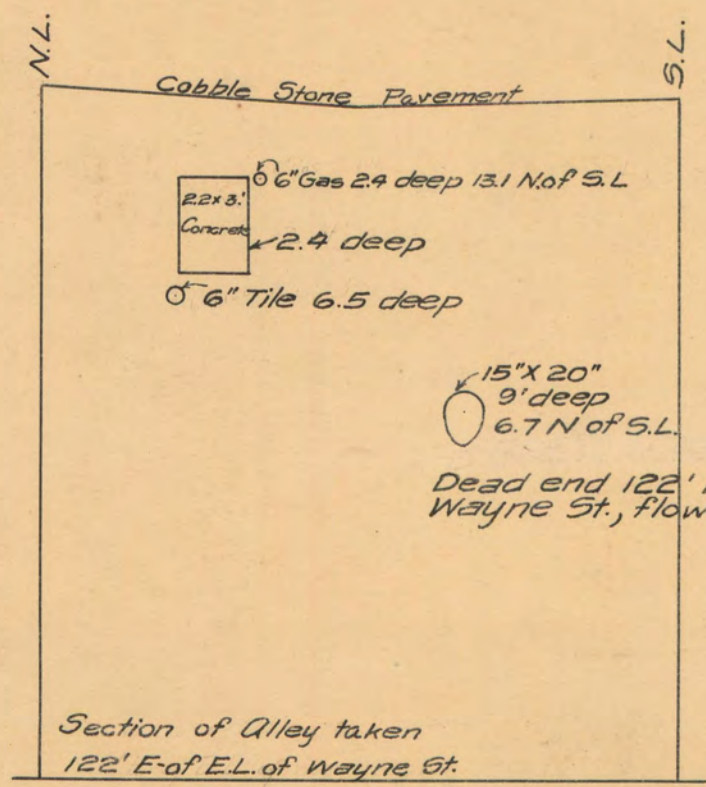 N.L.
S.L.
Cobble Stone Pavement
6" Gas 2.4 deep 13.1 N.of S.L
2.2x3.'
Concrete
2.4 deep
6" Tile 6.5 deep
15"X 20"
9' deep
6.7 N of S.L.
Dead end 122'
Wayne St., flow
Section of Alley taken
122' E-of E.L. of Wayne St.